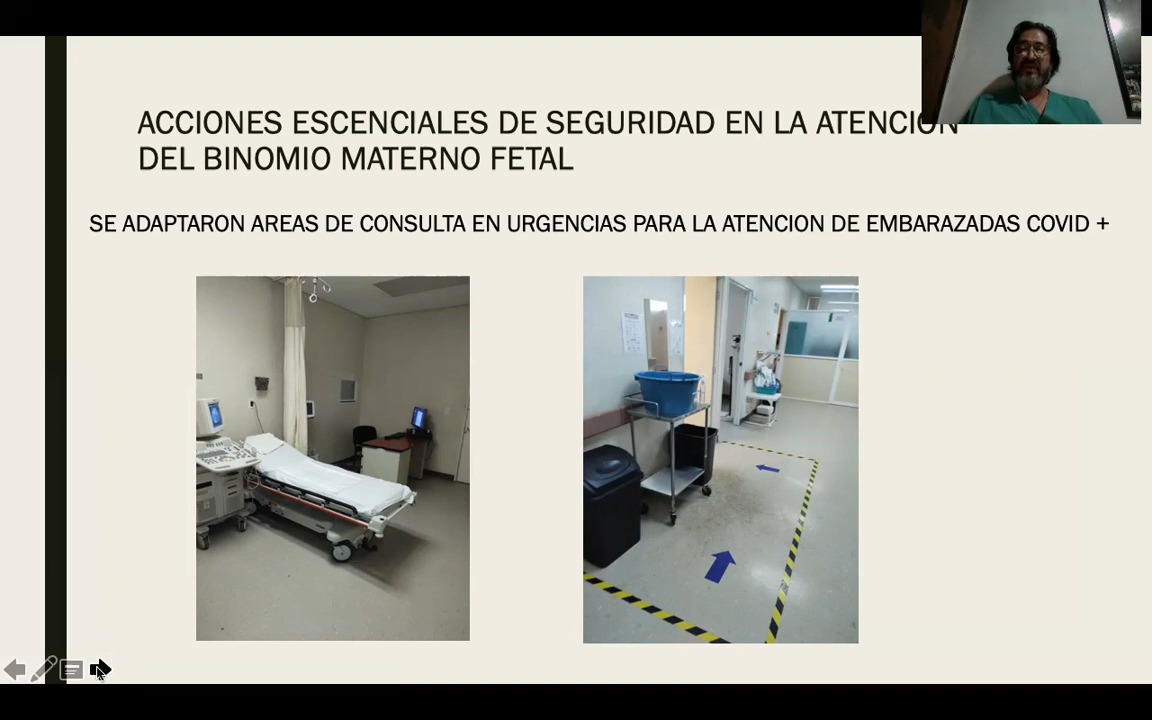 ACCIONES ESCENCIALES DE SEGURIDAD EN LA ATENCION
DEL BINOMIO MATERNO FETAL
SE ADAPTARON AREAS DE CONSULTA EN URGENCIAS PARA LA ATENCION DE EMBARAZADAS COVID +